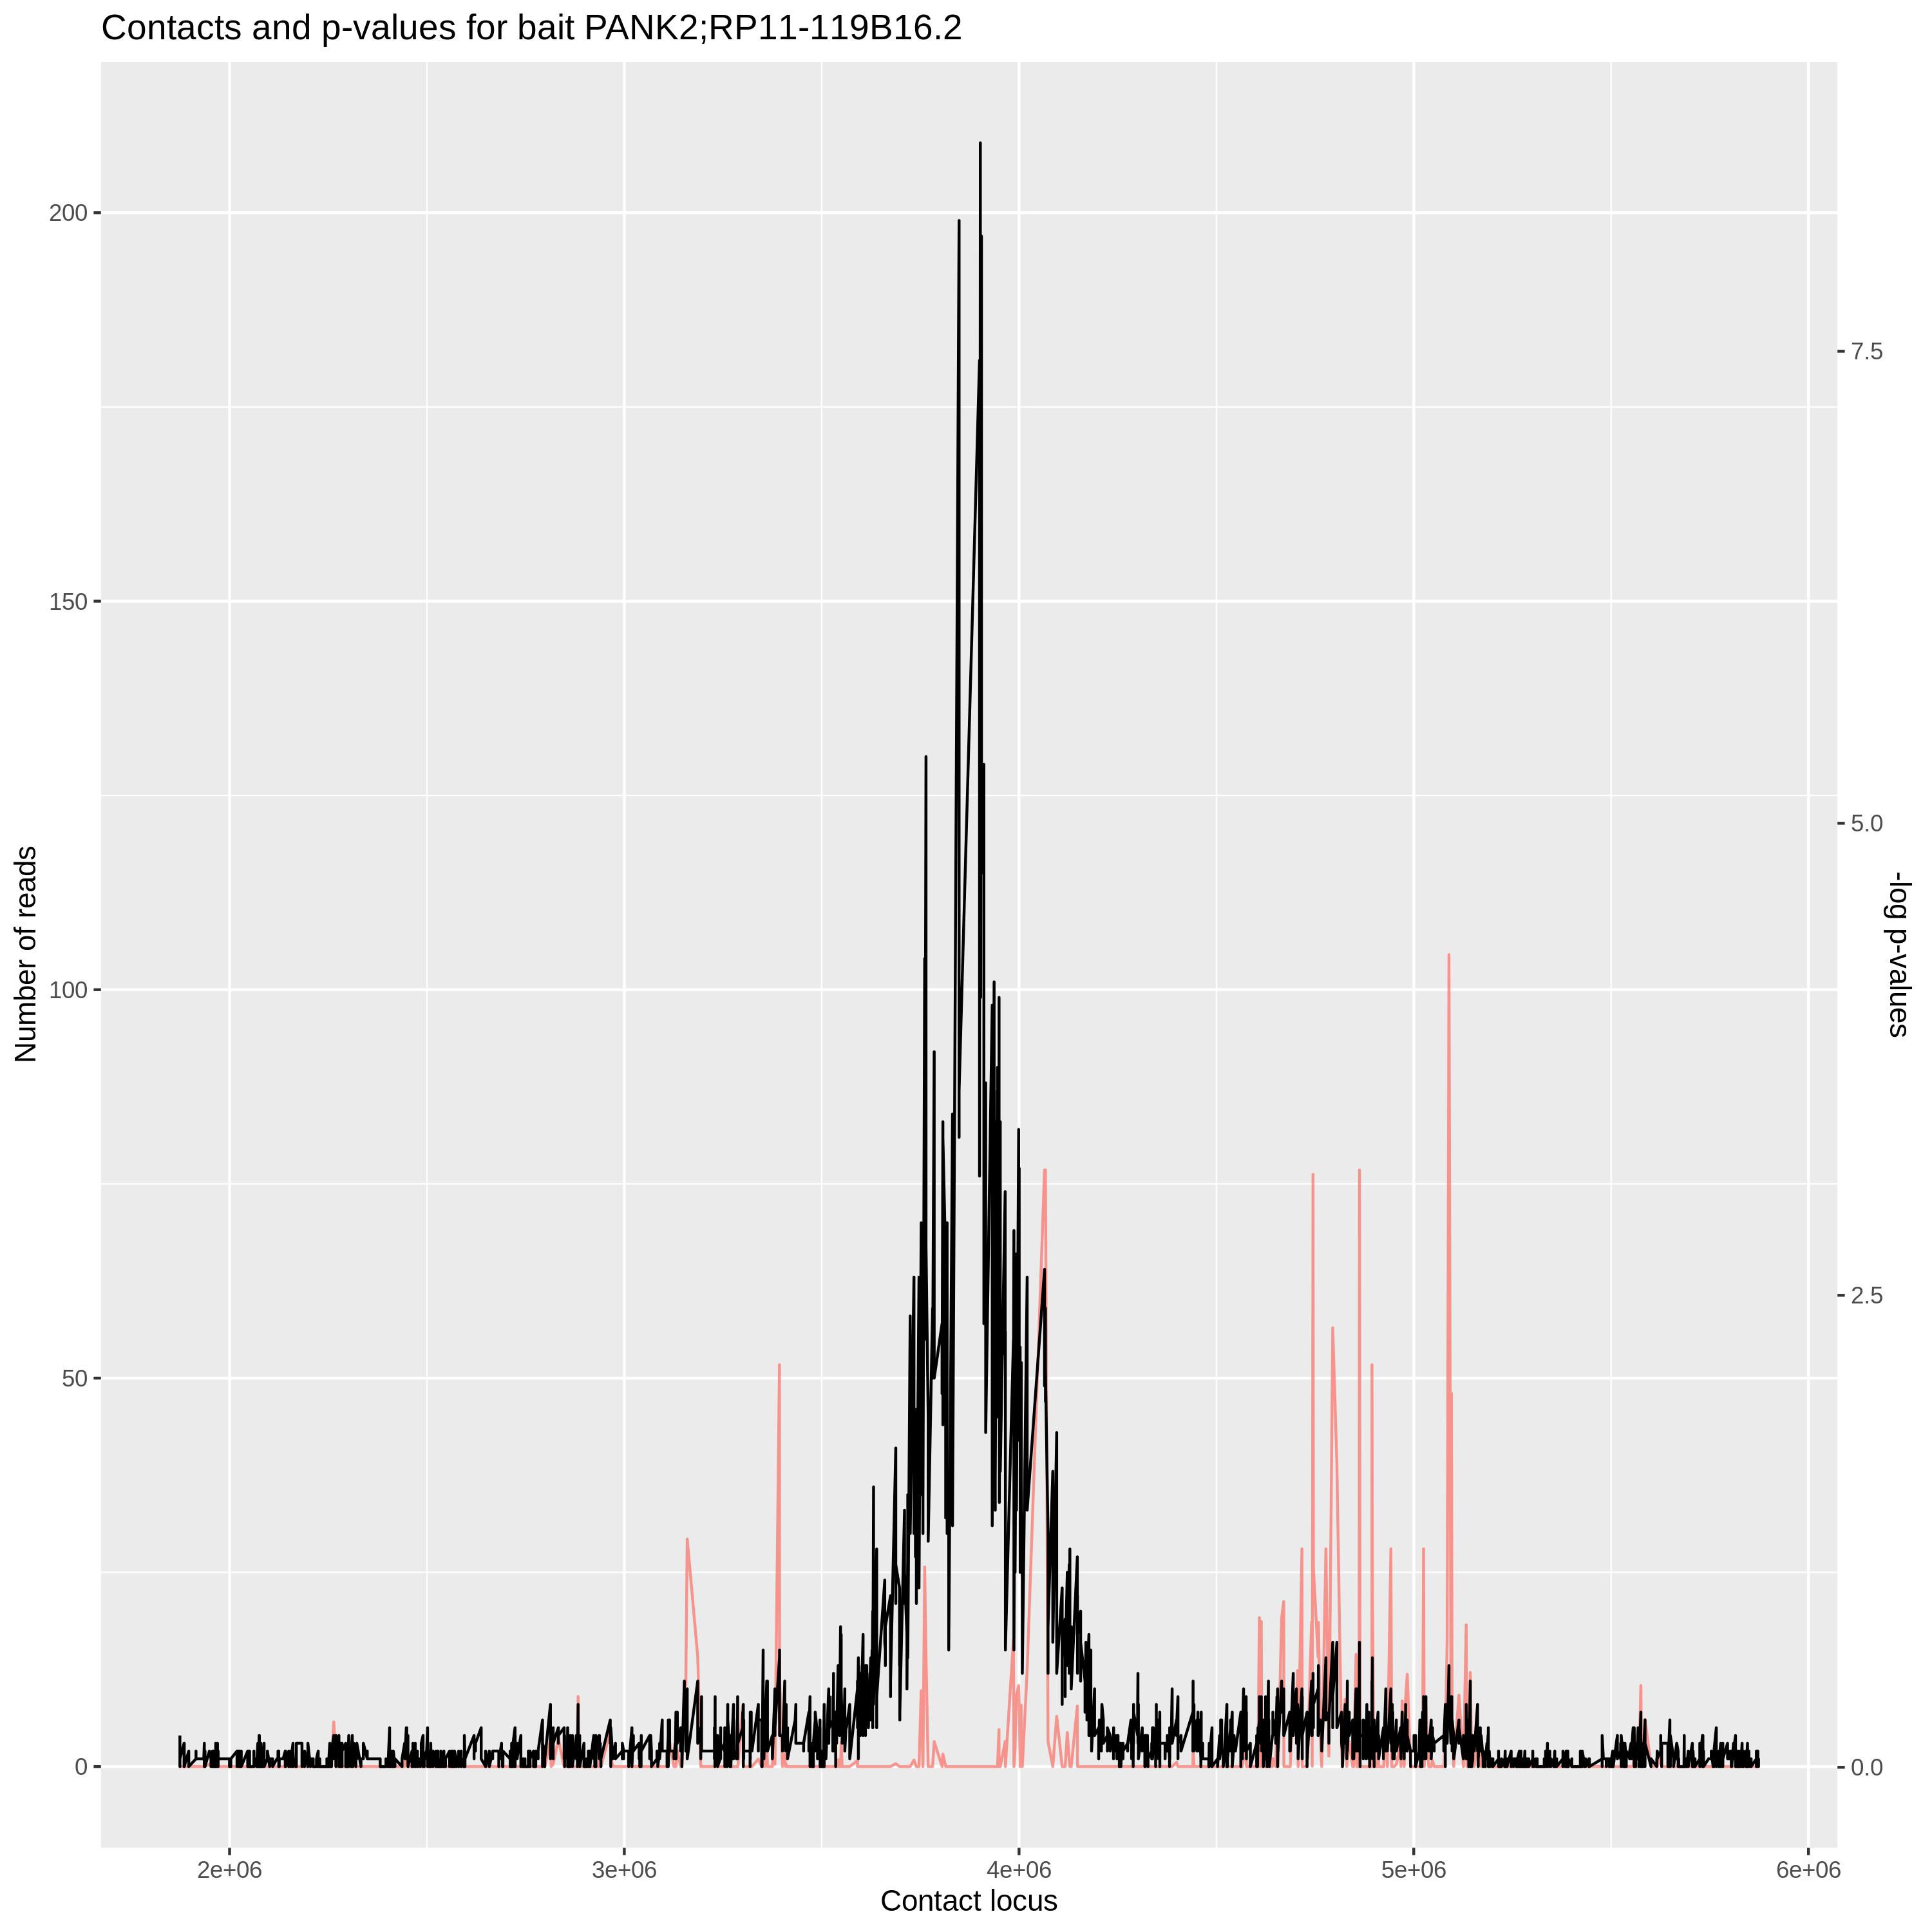 Contacts and p-values for bait PANK2;RP11-119B16.2
200
150
100
50
0
Number of reads
7.5
5.0
2.5
0.0
-log p-values
2e+06
3e+06
4e+06
5e+06
6e+06
Contact locus